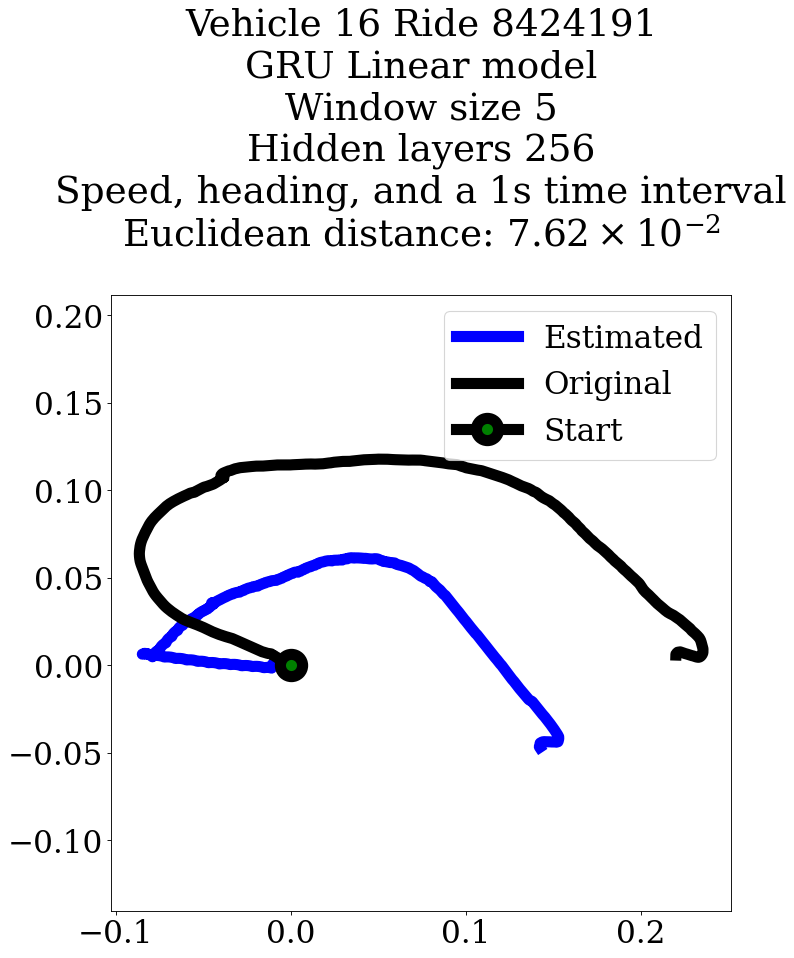 Vehicle 16 Ride 8424191
GRU Linear model
Window size 5
Hidden layers 256
Speed, heading, and a 1s time interval
Euclidean distance: 7.62 × 10⁻²
Estimated
Original
Start
0.20
0.15
0.10
0.05
0.00
−0.05
−0.10
−0.1 0.0 0.1 0.2